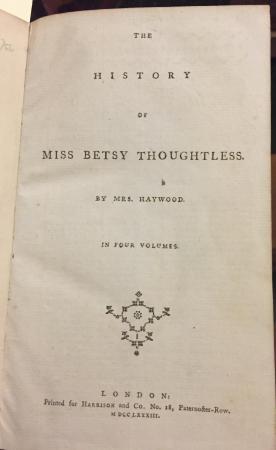 THE
HISTORY
OF
MISS BETSY THOUGHTLESS.
BY MRS. HAYWOOD.
IN FOUR VOLUMES.
LONDON:
Printed for HARRISON and CO. No. 18, Paternoster-Row.
MDCCLXXXIII.